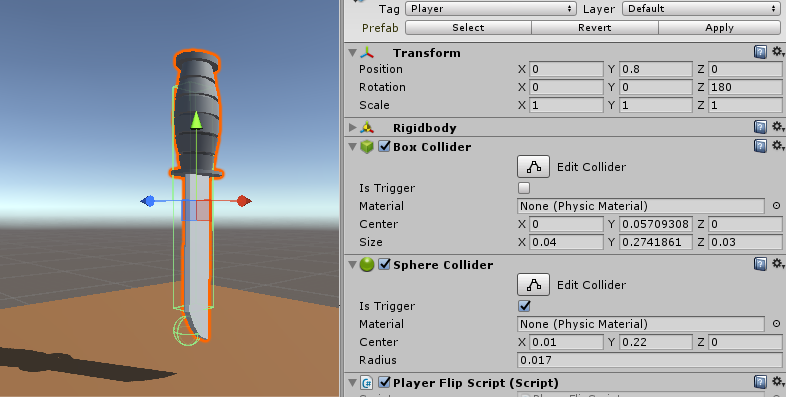 Tag Player Layer Default
Prefab Select Revert Apply
Transform
Position X 0 Y 0.8 Z 0
Rotation X 0 Y 0 Z 180
Scale X 1 Y 1 Z 1
Rigidbody
Box Collider
Edit Collider
Is Trigger
Material None (Physic Material)
Center X 0 Y 0.05709308 Z 0
Size X 0.04 Y 0.2741861 Z 0.03
Sphere Collider
Edit Collider
Is Trigger
Material None (Physic Material)
Center X 0.01 Y 0.22 Z 0
Radius 0.017
Player Flip Script (Script)